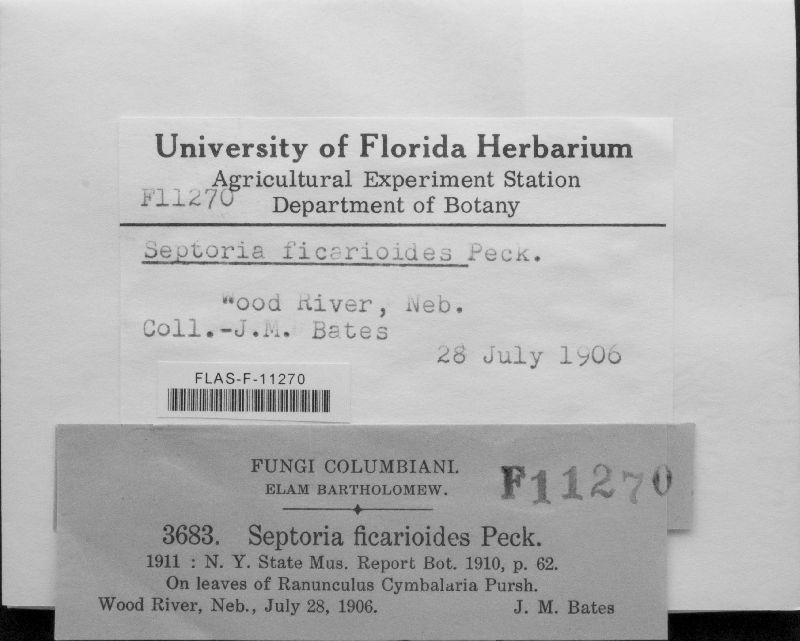 University of Florida Herbarium
Agricultural Experiment Station
F11270 Department of Botany
Septoria ficarioides Peck.
Wood River, Neb.
Coll.-J.M. Bates
28 July 1906
FLAS-F-11270
FUNGI COLUMBIANI.
ELAM BARTHOLOMEW.
F11270
3683. Septoria ficarioides Peck.
1911 : N. Y. State Mus. Report Bot. 1910, p. 62.
On leaves of Ranunculus Cymbalaria Pursh.
Wood River, Neb., July 28, 1906. J. M. Bates